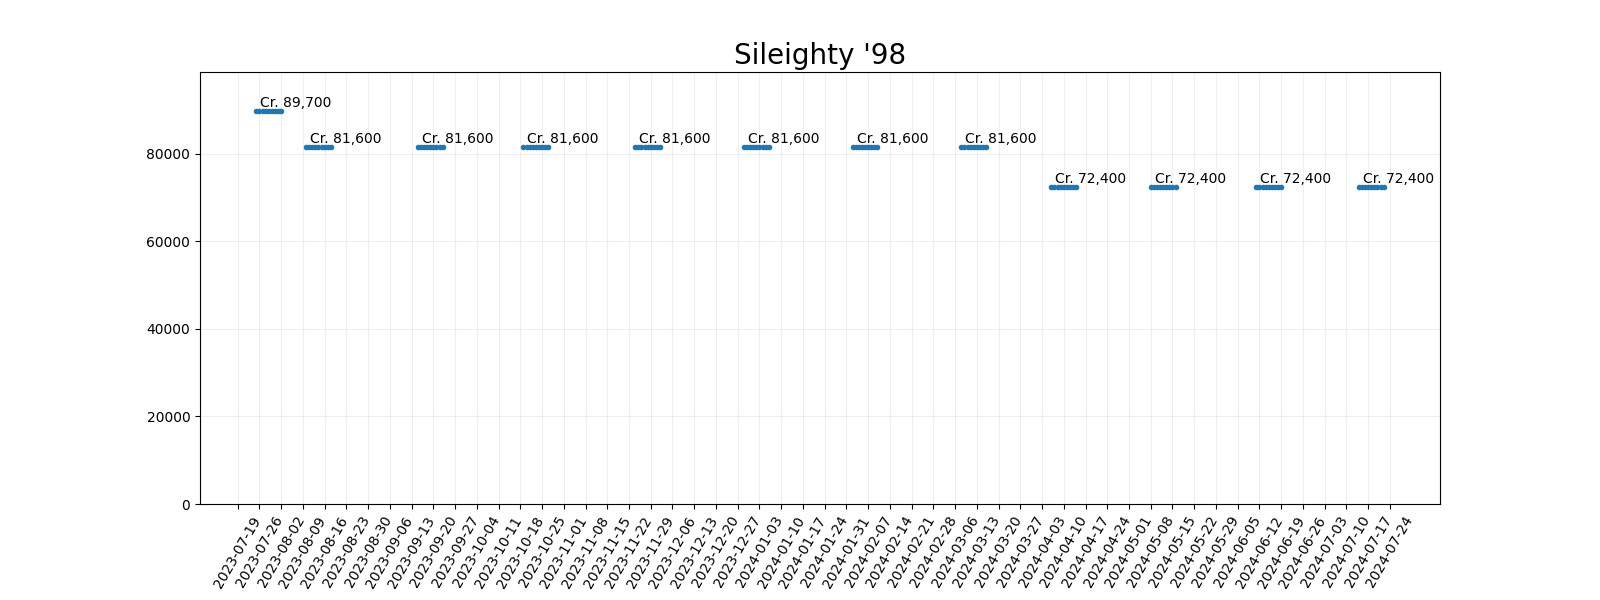 Sileighty '98
Cr. 89,700
Cr. 81,600 Cr. 81,600 Cr. 81,600 Cr. 81,600 Cr. 81,600 Cr. 81,600 Cr. 81,600
80000
Cr. 72,400 Cr. 72,400 Cr. 72,400 Cr. 72,400
60000
40000
20000
0
2023-07-19 2023-07-26 2023-08-02 2023-08-09 2023-08-16 2023-08-23 2023-08-30 2023-09-06 2023-09-13 2023-09-20 2023-09-27 2023-10-04 2023-10-11 2023-10-18 2023-10-25 2023-11-01 2023-11-08 2023-11-15 2023-11-22 2023-11-29 2023-12-06 2023-12-13 2023-12-20 2023-12-27 2024-01-03 2024-01-10 2024-01-17 2024-01-24 2024-01-31 2024-02-07 2024-02-14 2024-02-21 2024-02-28 2024-03-06 2024-03-13 2024-03-20 2024-03-27 2024-04-03 2024-04-10 2024-04-17 2024-04-24 2024-05-01 2024-05-08 2024-05-15 2024-05-22 2024-05-29 2024-06-05 2024-06-12 2024-06-19 2024-06-26 2024-07-03 2024-07-10 2024-07-17 2024-07-24